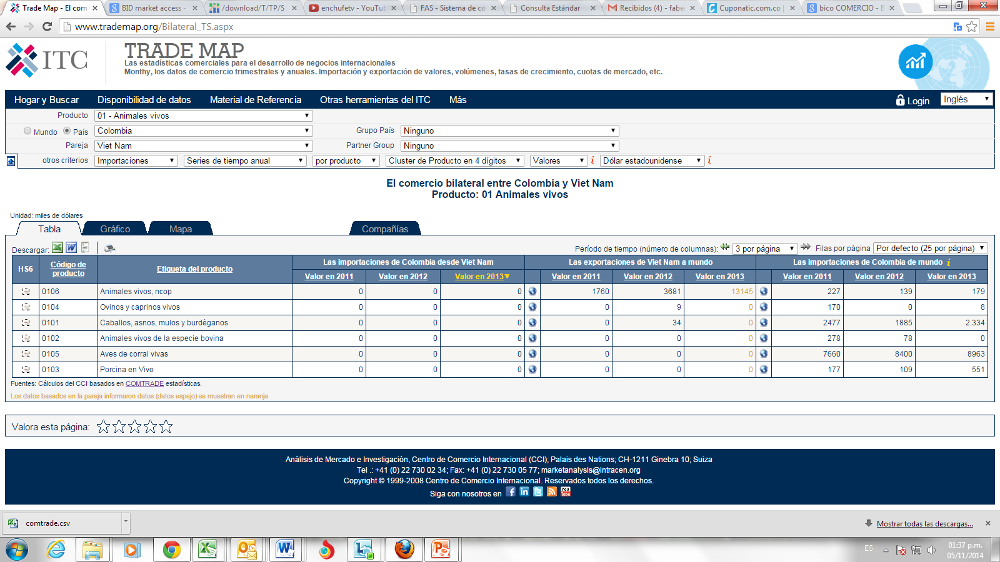 Trade Map - El com
BID market access -
/download/T/TP/S
enchufetv - YouTub
FAS - Sistema de co
Consulta Estándar
Recibidos (4) - fabe
Cuponatic.com.co |
bico COMERCIO - B
www.trademap.org/Bilateral_TS.aspx
ITC
TRADE MAP
Las estadísticas comerciales para el desarrollo de negocios internacionales
Monthy, los datos de comercio trimestrales y anuales. Importación y exportación de valores, volúmenes, tasas de crecimiento, cuotas de mercado, etc.
Hogar y Buscar Disponibilidad de datos Material de Referencia Otras herramientas del ITC Más Login Inglés
Producto 01 - Animales vivos
Mundo País Colombia Grupo País Ninguno
Pareja Viet Nam Partner Group Ninguno
otros criterios Importaciones Series de tiempo anual por producto Cluster de Producto en 4 dígitos Valores i Dólar estadounidense i
El comercio bilateral entre Colombia y Viet Nam
Producto: 01 Animales vivos
Unidad: miles de dólares
Tabla Gráfico Mapa Compañías
Descargar: Período de tiempo (número de columnas): 3 por página Filas por página Por defecto (25 por página)
HS6 Código de producto Etiqueta del producto Las importaciones de Colombia desde Viet Nam Las exportaciones de Viet Nam a mundo Las importaciones de Colombia de mundo i
Valor en 2011 Valor en 2012 Valor en 2013 Valor en 2011 Valor en 2012 Valor en 2013 Valor en 2011 Valor en 2012 Valor en 2013
0106 Animales vivos, ncop 0 0 0 1760 3681 13145 227 139 179
0104 Ovinos y caprinos vivos 0 0 0 0 9 0 170 0 8
0101 Caballos, asnos, mulos y burdéganos 0 0 0 0 34 0 2477 1885 2.334
0102 Animales vivos de la especie bovina 0 0 0 0 0 0 278 78 0
0105 Aves de corral vivas 0 0 0 0 0 0 7660 8400 8963
0103 Porcina en Vivo 0 0 0 0 0 0 177 109 551
Fuentes: Cálculos del CCI basados en COMTRADE estadísticas.
Los datos basados en la pareja informaron datos (datos espejo) se muestran en naranja
Valora esta página:
Análisis de Mercado e Investigación, Centro de Comercio Internacional (CCI); Palais des Nations; CH-1211 Ginebra 10; Suiza
Tel .: +41 (0) 22 730 02 34; Fax: +41 (0) 22 730 05 77; marketanalysis@intracen.org
Copyright © 1999-2008 Centro de Comercio Internacional. Reservados todos los derechos.
Siga con nosotros en
comtrade.csv
Mostrar todas las descargas...
ES
01:37 p.m.
05/11/2014